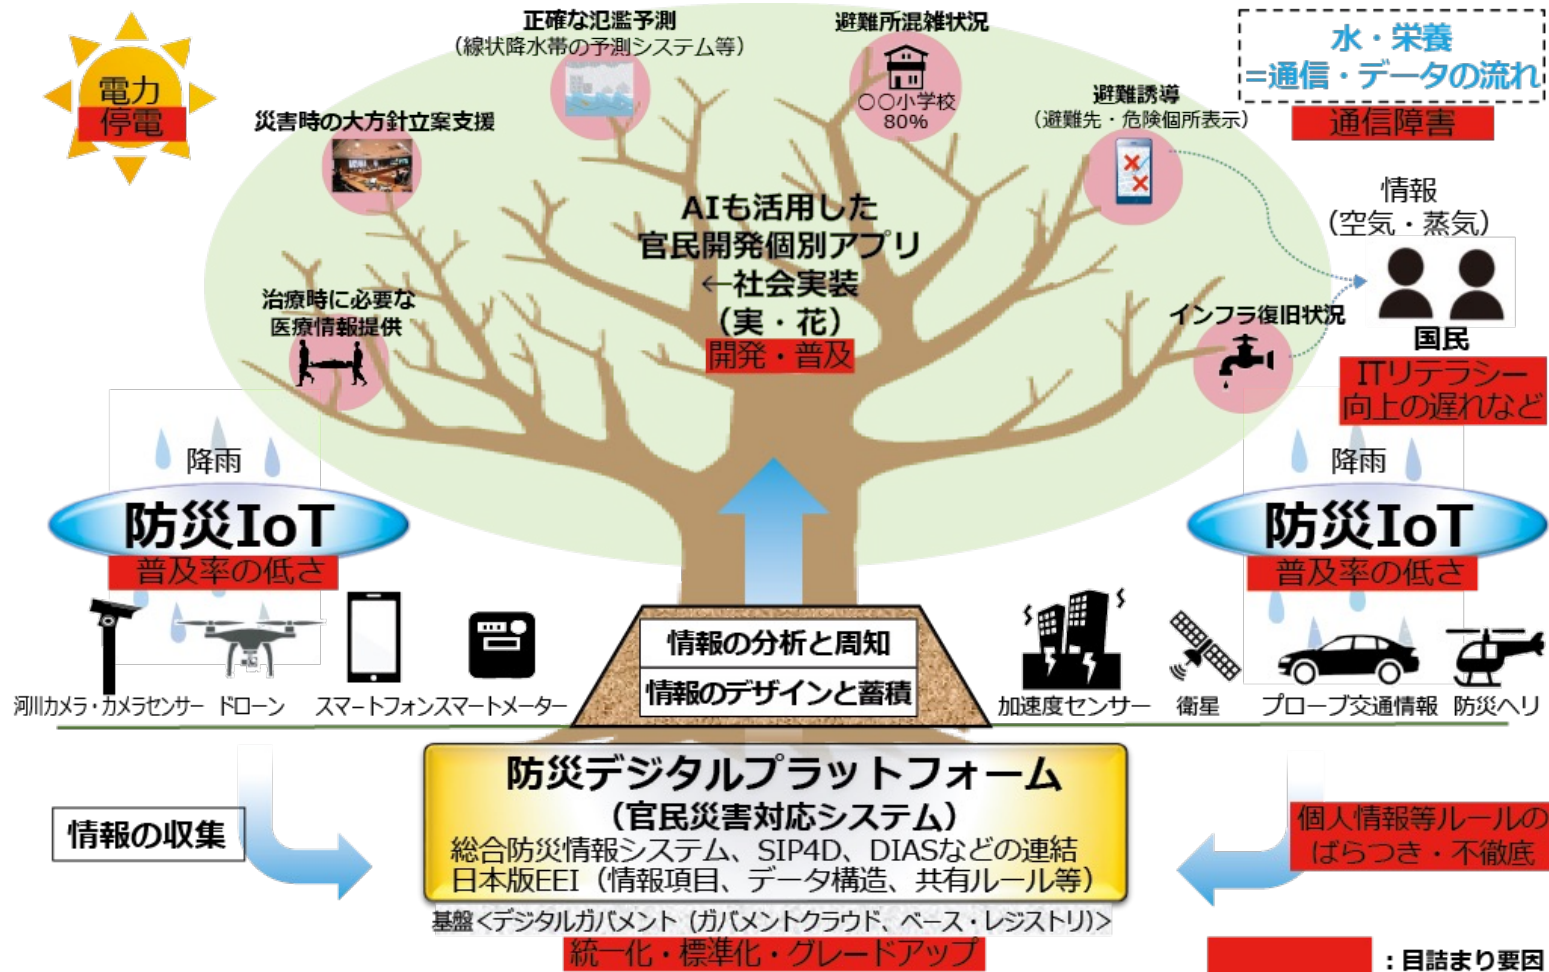 正確な氾濫予測
（線状降水帯の予測システム等）
避難所混雑状況
〇〇小学校
80%
水・栄養
=通信・データの流れ
通信障害
電力
停電
災害時の大方針立案支援
避難誘導
（避難先・危険個所表示）
情報
（空気・蒸気）
国民
ITリテラシー
向上の遅れなど
AIも活用した
官民開発個別アプリ
←社会実装
（実・花）
開発・普及
治療時に必要な
医療情報提供
インフラ復旧状況
降雨
防災IoT
普及率の低さ
降雨
防災IoT
普及率の低さ
河川カメラ・カメラセンサー
ドローン
スマートフォン
スマートメーター
情報の分析と周知
情報のデザインと蓄積
加速度センサー
衛星
プローブ交通情報
防災ヘリ
情報の収集
防災デジタルプラットフォーム
（官民災害対応システム）
総合防災情報システム、SIP4D、DIASなどの連結
日本版EEI（情報項目、データ構造、共有ルール等）
基盤<デジタルガバメント（ガバメントクラウド、ベース・レジストリ）>
統一化・標準化・グレードアップ
個人情報等ルールの
ばらつき・不徹底
：目詰まり要因